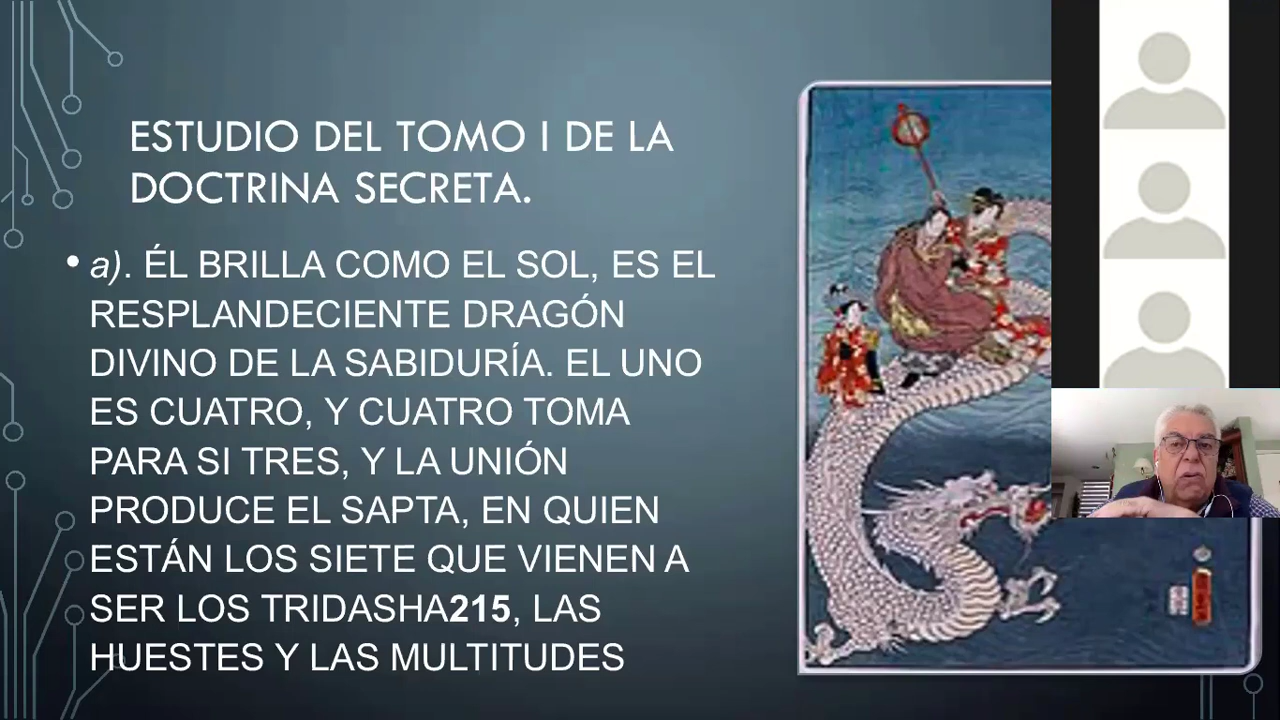 ESTUDIO DEL TOMO I DE LA
DOCTRINA SECRETA.
• a). ÉL BRILLA COMO EL SOL, ES EL
RESPLANDECIENTE DRAGÓN
DIVINO DE LA SABIDURÍA. EL UNO
ES CUATRO, Y CUATRO TOMA
PARA SI TRES, Y LA UNIÓN
PRODUCE EL SAPTA, EN QUIEN
ESTÁN LOS SIETE QUE VIENEN A
SER LOS TRIDASHA215, LAS
HUESTES Y LAS MULTITUDES